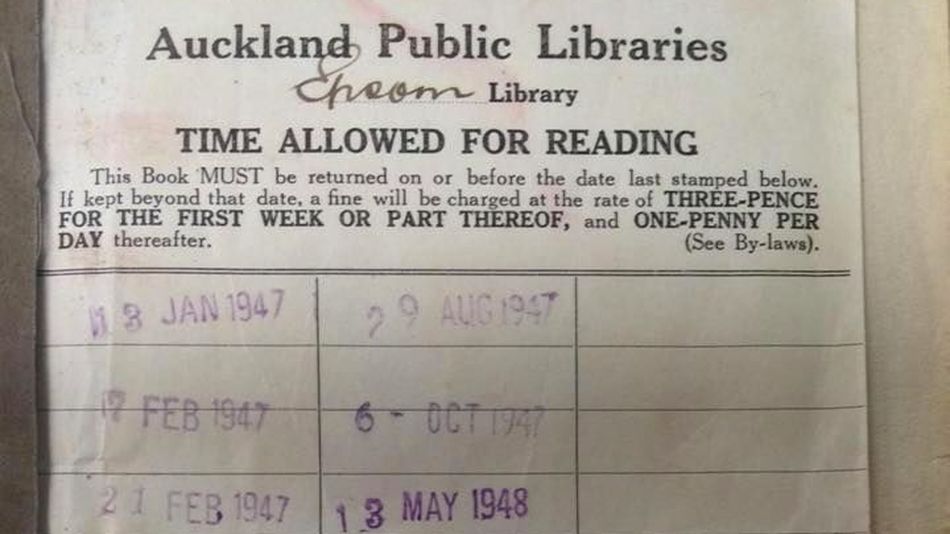 Auckland Public Libraries
Epsom Library
TIME ALLOWED FOR READING
This Book MUST be returned on or before the date last stamped below.
If kept beyond that date, a fine will be charged at the rate of THREE-PENCE
FOR THE FIRST WEEK OR PART THEREOF, and ONE-PENNY PER
DAY thereafter. (See By-laws).
13 JAN 1947
29 AUG 1947
17 FEB 1947
6 - OCT 1947
21 FEB 1947
13 MAY 1948